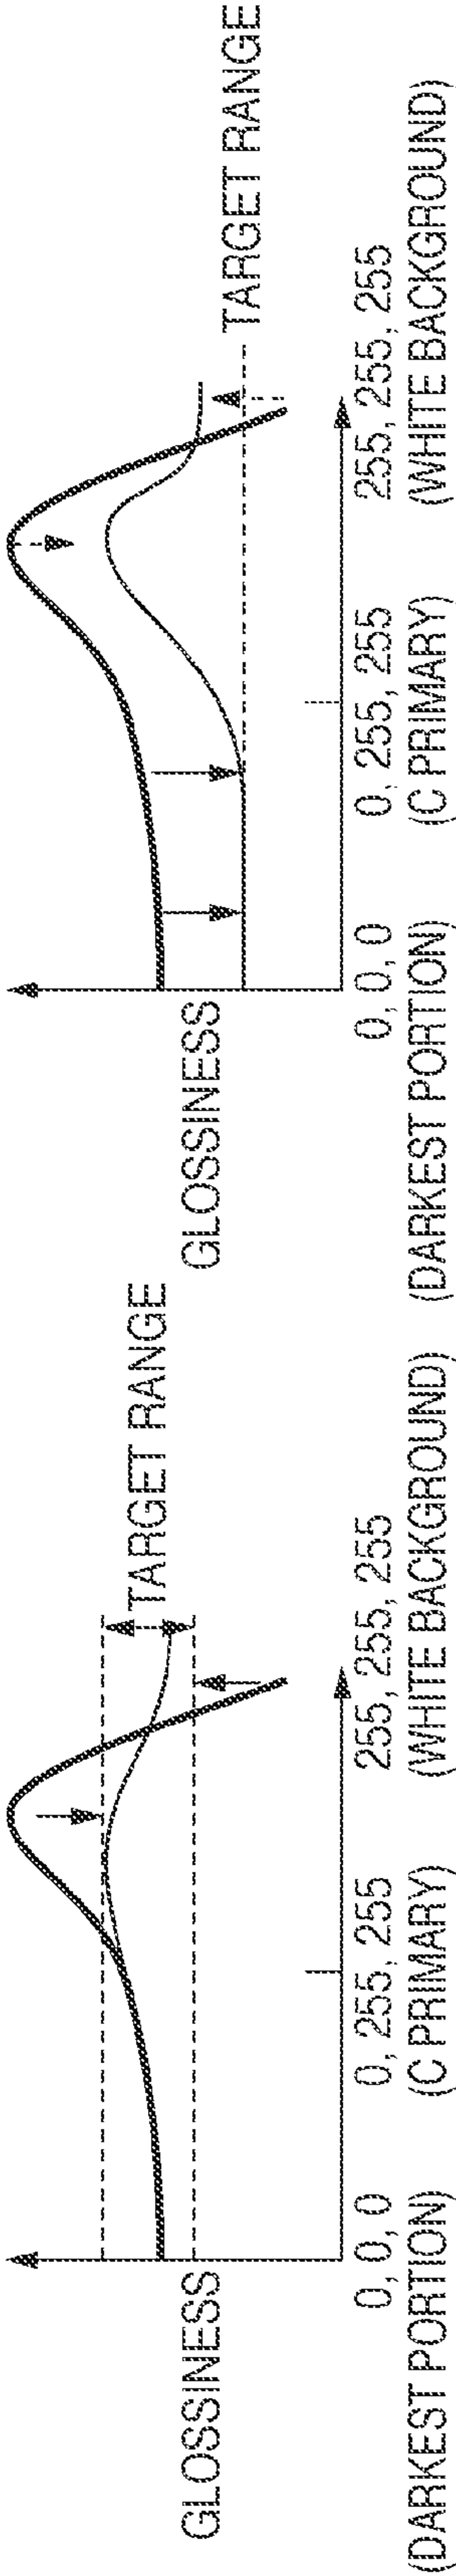 GLOSSINESS
TARGET RANGE
0, 0, 0
(DARKEST PORTION)
0, 255, 255
(C PRIMARY)
255, 255, 255
(WHITE BACKGROUND)
GLOSSINESS
TARGET RANGE
0, 0, 0
(DARKEST PORTION)
0, 255, 255
(C PRIMARY)
255, 255, 255
(WHITE BACKGROUND)